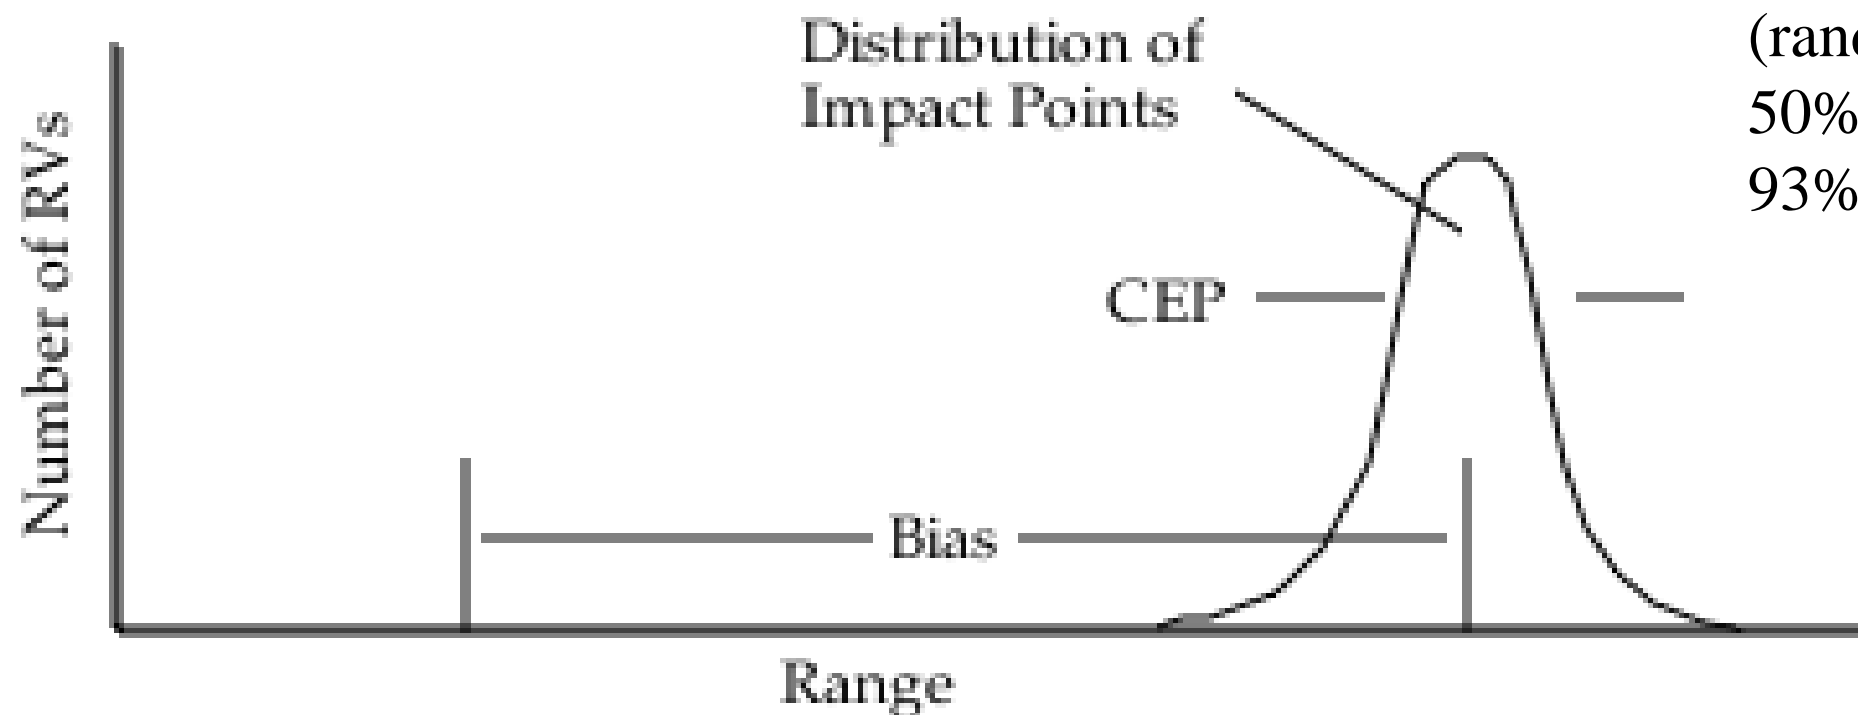 Distribution of
Impact Points
50%
93%
Number of RVs
CEP
Bias
Range